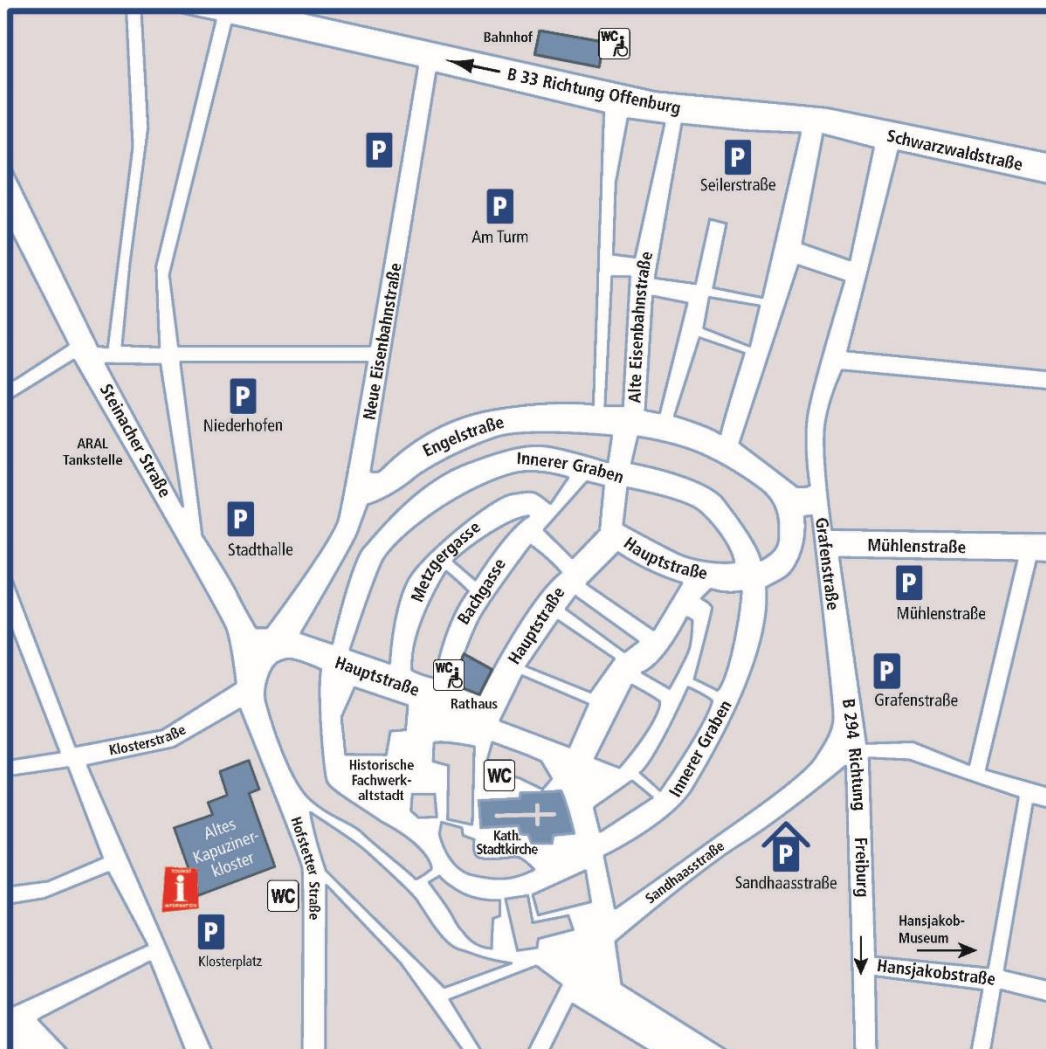 Bahnhof
WC
B 33 Richtung Offenburg
Schwarzwaldstraße
P
P
Seilerstraße
P
Am Turm
Neue Eisenbahnstraße
Alte Eisenbahnstraße
Steinacher Straße
P
Niederhofen
ARAL
Tankstelle
Engelstraße
Innerer Graben
P
Stadthalle
Metzgergasse
Bachgasse
Hauptstraße
Hauptstraße
Grafenstraße
Mühlenstraße
P
Mühlenstraße
P
Grafenstraße
Hauptstraße
WC
Rathaus
Innerer Graben
B 294 Richtung Freiburg
Klosterstraße
Historische
Fachwerk-
altstadt
WC
Kath.
Stadtkirche
Altes
Kapuziner-
kloster
Hofstetter Straße
TOURIST
i
INFORMATION
WC
P
Klosterplatz
Sandhaasstraße
P
Sandhaasstraße
Hansjakob-
Museum
Hansjakobstraße